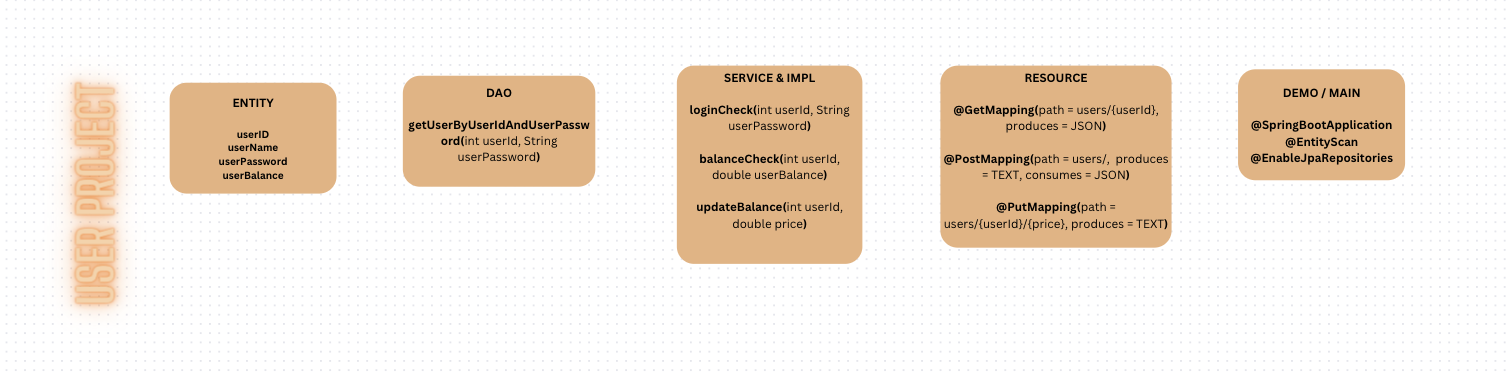 USER PROJECT
ENTITY
userID
userName
userPassword
userBalance
DAO
getUserByUserIdAndUserPassw
ord(int userId, String
userPassword)
SERVICE & IMPL
loginCheck(int userId, String
userPassword)
balanceCheck(int userId,
double userBalance)
updateBalance(int userId,
double price)
RESOURCE
@GetMapping(path = users/{userId},
produces = JSON)
@PostMapping(path = users/, produces
= TEXT, consumes = JSON)
@PutMapping(path =
users/{userId}/{price}, produces = TEXT)
DEMO / MAIN
@SpringBootApplication
@EntityScan
@EnableJpaRepositories